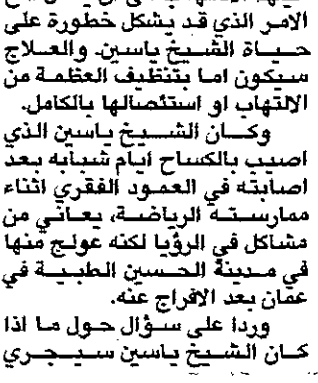 الامر الذي قد يشكل خطورة على
حياة الشيخ ياسين. والعلاج
سيكون اما بتنظيف العظمة من
الالتهاب او استئصالها بالكامل.
وكان الشيخ ياسين الذي
اصيب بالكساح ايام شبابه بعد
اصابته في العمود الفقري اثناء
ممارسته الرياضة، يعاني من
مشاكل في الرؤيا لكنه عولج منها
في مدينة الحسين الطبية في
عمان بعد الافراج عنه.
وردا على سؤال حول ما اذا
كان الشيخ ياسين سيجري